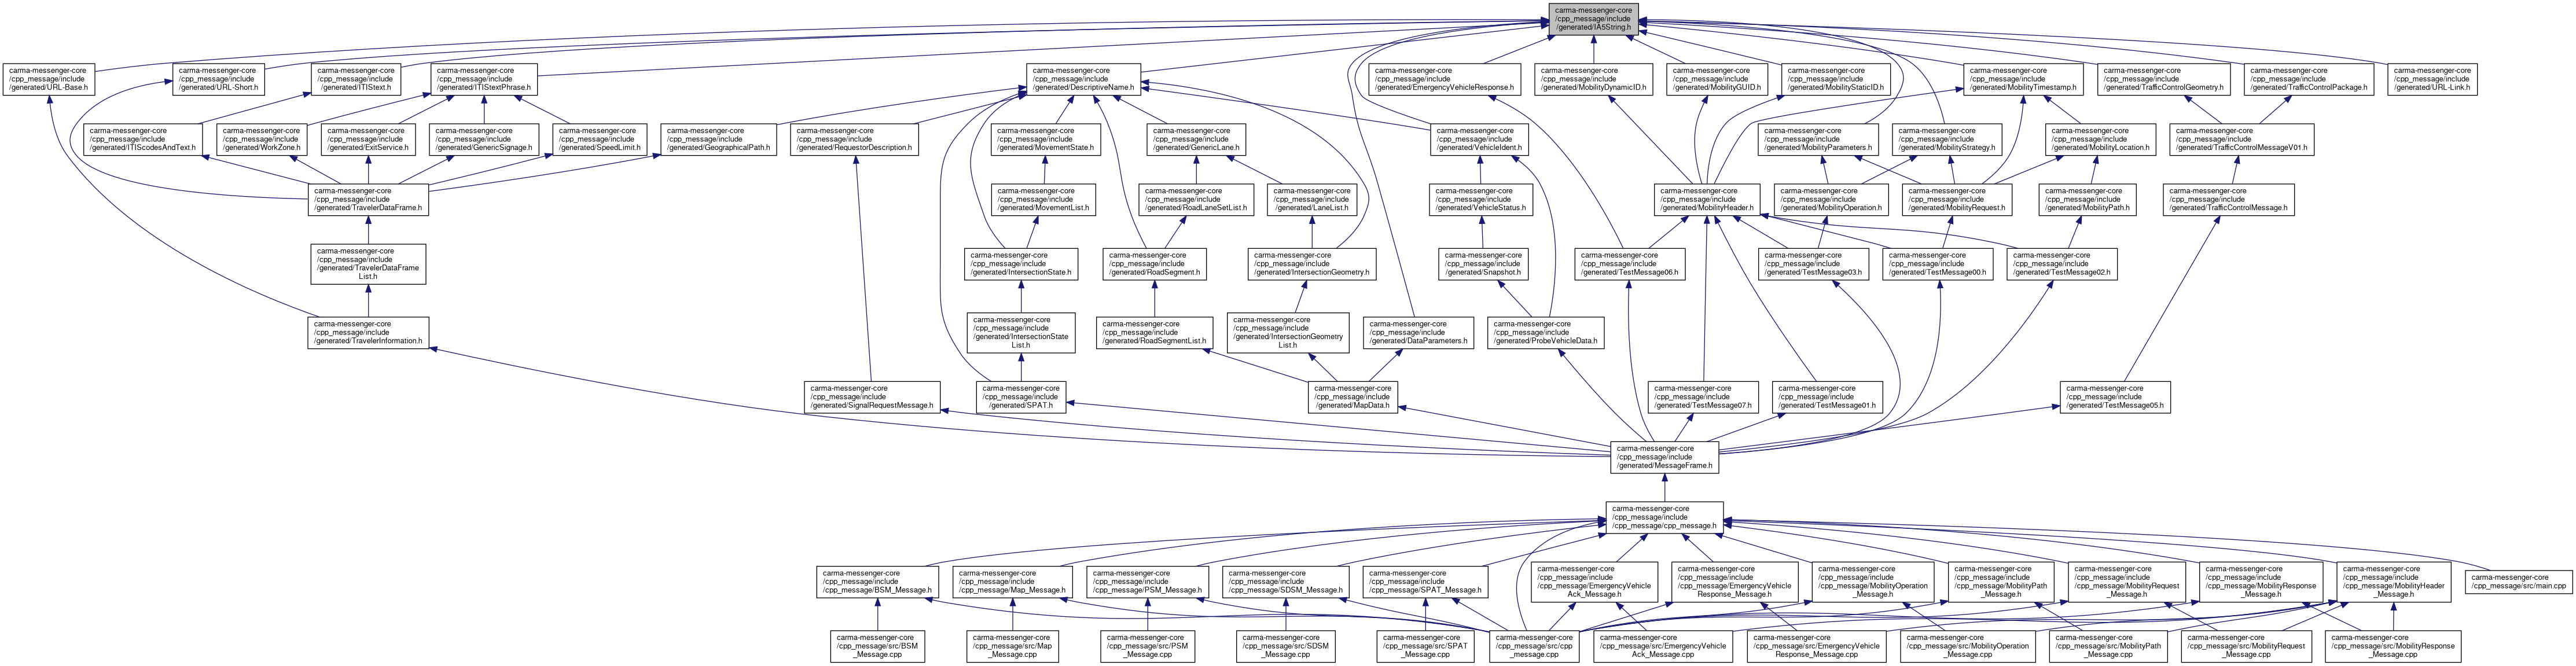 carma-messenger-core
/cpp_message/include
/generated/IA5String.h
carma-messenger-core
/cpp_message/include
/generated/URL-Base.h
carma-messenger-core
/cpp_message/include
/generated/URL-Short.h
carma-messenger-core
/cpp_message/include
/generated/ITIStext.h
carma-messenger-core
/cpp_message/include
/generated/ITIStextPhrase.h
carma-messenger-core
/cpp_message/include
/generated/DescriptiveName.h
carma-messenger-core
/cpp_message/include
/generated/EmergencyVehicleResponse.h
carma-messenger-core
/cpp_message/include
/generated/MobilityDynamicID.h
carma-messenger-core
/cpp_message/include
/generated/MobilityGUID.h
carma-messenger-core
/cpp_message/include
/generated/MobilityStaticID.h
carma-messenger-core
/cpp_message/include
/generated/MobilityTimestamp.h
carma-messenger-core
/cpp_message/include
/generated/TrafficControlGeometry.h
carma-messenger-core
/cpp_message/include
/generated/TrafficControlPackage.h
carma-messenger-core
/cpp_message/include
/generated/URL-Link.h
carma-messenger-core
/cpp_message/include
/generated/ITIScodesAndText.h
carma-messenger-core
/cpp_message/include
/generated/WorkZone.h
carma-messenger-core
/cpp_message/include
/generated/ExitService.h
carma-messenger-core
/cpp_message/include
/generated/GenericSignage.h
carma-messenger-core
/cpp_message/include
/generated/SpeedLimit.h
carma-messenger-core
/cpp_message/include
/generated/GeographicalPath.h
carma-messenger-core
/cpp_message/include
/generated/RequestorDescription.h
carma-messenger-core
/cpp_message/include
/generated/MovementState.h
carma-messenger-core
/cpp_message/include
/generated/GenericLane.h
carma-messenger-core
/cpp_message/include
/generated/VehicleIdent.h
carma-messenger-core
/cpp_message/include
/generated/MobilityParameters.h
carma-messenger-core
/cpp_message/include
/generated/MobilityStrategy.h
carma-messenger-core
/cpp_message/include
/generated/MobilityLocation.h
carma-messenger-core
/cpp_message/include
/generated/TrafficControlMessageV01.h
carma-messenger-core
/cpp_message/include
/generated/TravelerDataFrame.h
carma-messenger-core
/cpp_message/include
/generated/MovementList.h
carma-messenger-core
/cpp_message/include
/generated/RoadLaneSetList.h
carma-messenger-core
/cpp_message/include
/generated/LaneList.h
carma-messenger-core
/cpp_message/include
/generated/VehicleStatus.h
carma-messenger-core
/cpp_message/include
/generated/MobilityHeader.h
carma-messenger-core
/cpp_message/include
/generated/MobilityOperation.h
carma-messenger-core
/cpp_message/include
/generated/MobilityRequest.h
carma-messenger-core
/cpp_message/include
/generated/MobilityPath.h
carma-messenger-core
/cpp_message/include
/generated/TrafficControlMessage.h
carma-messenger-core
/cpp_message/include
/generated/TravelerDataFrame
List.h
carma-messenger-core
/cpp_message/include
/generated/IntersectionState.h
carma-messenger-core
/cpp_message/include
/generated/RoadSegment.h
carma-messenger-core
/cpp_message/include
/generated/IntersectionGeometry.h
carma-messenger-core
/cpp_message/include
/generated/Snapshot.h
carma-messenger-core
/cpp_message/include
/generated/TestMessage06.h
carma-messenger-core
/cpp_message/include
/generated/TestMessage03.h
carma-messenger-core
/cpp_message/include
/generated/TestMessage00.h
carma-messenger-core
/cpp_message/include
/generated/TestMessage02.h
carma-messenger-core
/cpp_message/include
/generated/TravelerInformation.h
carma-messenger-core
/cpp_message/include
/generated/IntersectionState
List.h
carma-messenger-core
/cpp_message/include
/generated/RoadSegmentList.h
carma-messenger-core
/cpp_message/include
/generated/IntersectionGeometry
List.h
carma-messenger-core
/cpp_message/include
/generated/DataParameters.h
carma-messenger-core
/cpp_message/include
/generated/ProbeVehicleData.h
carma-messenger-core
/cpp_message/include
/generated/SignalRequestMessage.h
carma-messenger-core
/cpp_message/include
/generated/SPAT.h
carma-messenger-core
/cpp_message/include
/generated/MapData.h
carma-messenger-core
/cpp_message/include
/generated/TestMessage07.h
carma-messenger-core
/cpp_message/include
/generated/TestMessage01.h
carma-messenger-core
/cpp_message/include
/generated/TestMessage05.h
carma-messenger-core
/cpp_message/include
/generated/MessageFrame.h
carma-messenger-core
/cpp_message/include
/cpp_message/cpp_message.h
carma-messenger-core
/cpp_message/include
/cpp_message/BSM_Message.h
carma-messenger-core
/cpp_message/include
/cpp_message/Map_Message.h
carma-messenger-core
/cpp_message/include
/cpp_message/PSM_Message.h
carma-messenger-core
/cpp_message/include
/cpp_message/SDSM_Message.h
carma-messenger-core
/cpp_message/include
/cpp_message/SPAT_Message.h
carma-messenger-core
/cpp_message/include
/cpp_message/EmergencyVehicle
Ack_Message.h
carma-messenger-core
/cpp_message/include
/cpp_message/EmergencyVehicle
Response_Message.h
carma-messenger-core
/cpp_message/include
/cpp_message/MobilityOperation
_Message.h
carma-messenger-core
/cpp_message/include
/cpp_message/MobilityPath
_Message.h
carma-messenger-core
/cpp_message/include
/cpp_message/MobilityRequest
_Message.h
carma-messenger-core
/cpp_message/include
/cpp_message/MobilityResponse
_Message.h
carma-messenger-core
/cpp_message/include
/cpp_message/MobilityHeader
_Message.h
carma-messenger-core
/cpp_message/src/main.cpp
carma-messenger-core
/cpp_message/src/BSM
_Message.cpp
carma-messenger-core
/cpp_message/src/Map
_Message.cpp
carma-messenger-core
/cpp_message/src/PSM
_Message.cpp
carma-messenger-core
/cpp_message/src/SDSM
_Message.cpp
carma-messenger-core
/cpp_message/src/SPAT
_Message.cpp
carma-messenger-core
/cpp_message/src/cpp
_message.cpp
carma-messenger-core
/cpp_message/src/EmergencyVehicle
Ack_Message.cpp
carma-messenger-core
/cpp_message/src/EmergencyVehicle
Response_Message.cpp
carma-messenger-core
/cpp_message/src/MobilityOperation
_Message.cpp
carma-messenger-core
/cpp_message/src/MobilityPath
_Message.cpp
carma-messenger-core
/cpp_message/src/MobilityRequest
_Message.cpp
carma-messenger-core
/cpp_message/src/MobilityResponse
_Message.cpp